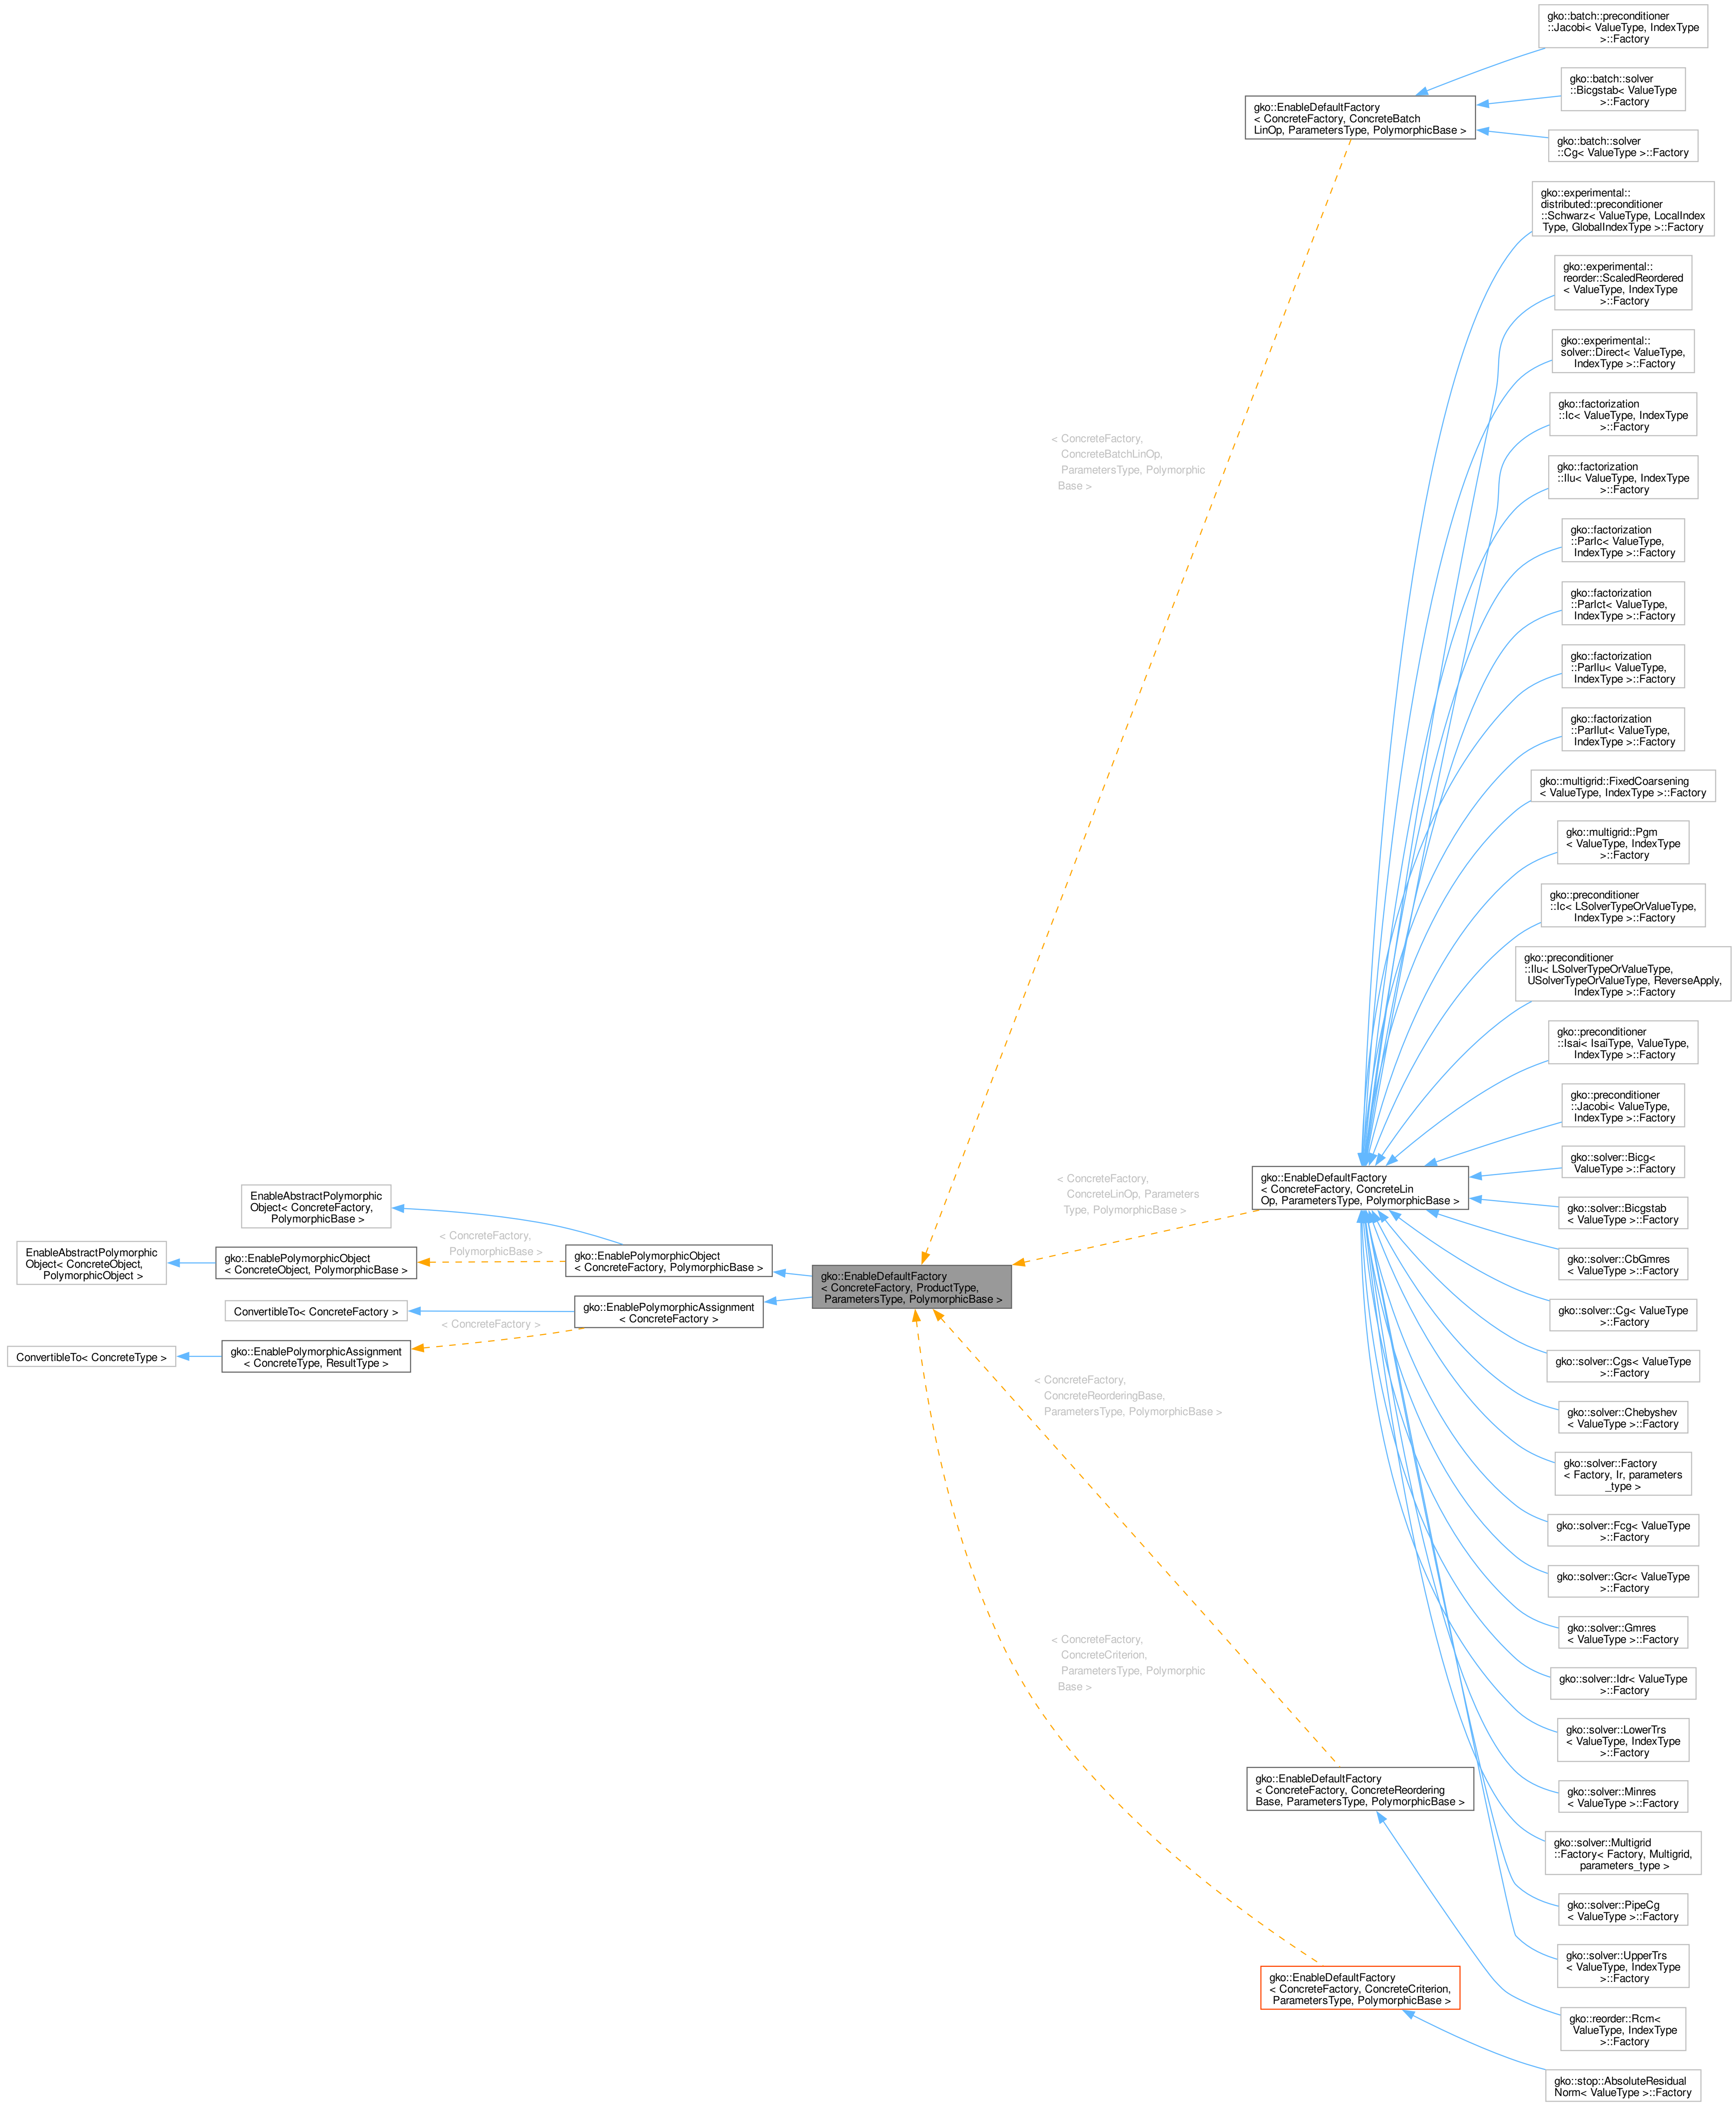 gko::batch::preconditioner
::Jacobi< ValueType, IndexType
>::Factory
gko::batch::solver
::Bicgstab< ValueType
>::Factory
gko::EnableDefaultFactory
< ConcreteFactory, ConcreteBatch
LinOp, ParametersType, PolymorphicBase >
gko::batch::solver
::Cg< ValueType >::Factory
gko::experimental::
distributed::preconditioner
::Schwarz< ValueType, LocalIndex
Type, GlobalIndexType >::Factory
gko::experimental::
reorder::ScaledReordered
< ValueType, IndexType
>::Factory
gko::experimental::
solver::Direct< ValueType,
IndexType >::Factory
gko::factorization
::Ic< ValueType, IndexType
>::Factory
< ConcreteFactory,
ConcreteBatchLinOp,
ParametersType, Polymorphic
Base >
gko::factorization
::Ilu< ValueType, IndexType
>::Factory
gko::factorization
::ParIc< ValueType,
IndexType >::Factory
gko::factorization
::ParIct< ValueType,
IndexType >::Factory
gko::factorization
::ParIlu< ValueType,
IndexType >::Factory
gko::factorization
::ParIlut< ValueType,
IndexType >::Factory
gko::multigrid::FixedCoarsening
< ValueType, IndexType >::Factory
gko::multigrid::Pgm
< ValueType, IndexType
>::Factory
gko::preconditioner
::Ic< LSolverTypeOrValueType,
IndexType >::Factory
gko::preconditioner
::Ilu< LSolverTypeOrValueType,
USolverTypeOrValueType, ReverseApply,
IndexType >::Factory
gko::preconditioner
::Isai< IsaiType, ValueType,
IndexType >::Factory
gko::preconditioner
::Jacobi< ValueType,
IndexType >::Factory
gko::solver::Bicg<
ValueType >::Factory
< ConcreteFactory,
ConcreteLinOp, Parameters
Type, PolymorphicBase >
gko::EnableDefaultFactory
< ConcreteFactory, ConcreteLin
Op, ParametersType, PolymorphicBase >
EnableAbstractPolymorphic
Object< ConcreteFactory,
PolymorphicBase >
gko::solver::Bicgstab
< ValueType >::Factory
EnableAbstractPolymorphic
Object< ConcreteObject,
PolymorphicObject >
gko::EnablePolymorphicObject
< ConcreteObject, PolymorphicBase >
< ConcreteFactory,
PolymorphicBase >
gko::EnablePolymorphicObject
< ConcreteFactory, PolymorphicBase >
gko::EnableDefaultFactory
< ConcreteFactory, ProductType,
ParametersType, PolymorphicBase >
gko::solver::CbGmres
< ValueType >::Factory
ConvertibleTo< ConcreteFactory >
gko::EnablePolymorphicAssignment
< ConcreteFactory >
gko::solver::Cg< ValueType
>::Factory
< ConcreteFactory >
ConvertibleTo< ConcreteType >
gko::EnablePolymorphicAssignment
< ConcreteType, ResultType >
gko::solver::Cgs< ValueType
>::Factory
< ConcreteFactory,
ConcreteReorderingBase,
ParametersType, PolymorphicBase >
gko::solver::Chebyshev
< ValueType >::Factory
gko::solver::Factory
< Factory, Ir, parameters
_type >
gko::solver::Fcg< ValueType
>::Factory
gko::solver::Gcr< ValueType
>::Factory
gko::solver::Gmres
< ValueType >::Factory
< ConcreteFactory,
ConcreteCriterion,
ParametersType, Polymorphic
Base >
gko::solver::Idr< ValueType
>::Factory
gko::solver::LowerTrs
< ValueType, IndexType
>::Factory
gko::EnableDefaultFactory
< ConcreteFactory, ConcreteReordering
Base, ParametersType, PolymorphicBase >
gko::solver::Minres
< ValueType >::Factory
gko::solver::Multigrid
::Factory< Factory, Multigrid,
parameters_type >
gko::solver::PipeCg
< ValueType >::Factory
gko::solver::UpperTrs
< ValueType, IndexType
>::Factory
gko::EnableDefaultFactory
< ConcreteFactory, ConcreteCriterion,
ParametersType, PolymorphicBase >
gko::reorder::Rcm<
ValueType, IndexType
>::Factory
gko::stop::AbsoluteResidual
Norm< ValueType >::Factory